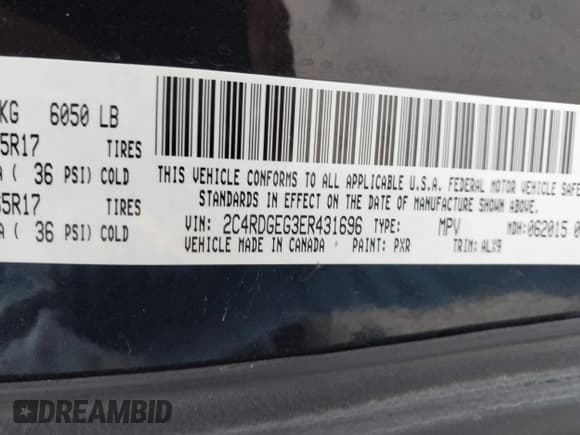 KG 6050 LB
5R17 TIRES
( 36 PSI) COLD
5R17 TIRES
( 36 PSI) COLD
THIS VEHICLE CONFORMS TO ALL APPLICABLE U.S.A. FEDERAL MOTOR VEHICLE SAFE
STANDARDS IN EFFECT ON THE DATE OF MANUFACTURE SHOWN ABOVE.
VIN: 2C4RDGEG3ER431696 TYPE: MPV MDH:062015 0
VEHICLE MADE IN CANADA PAINT: PXR TRIM: ALX9
DREAMBID